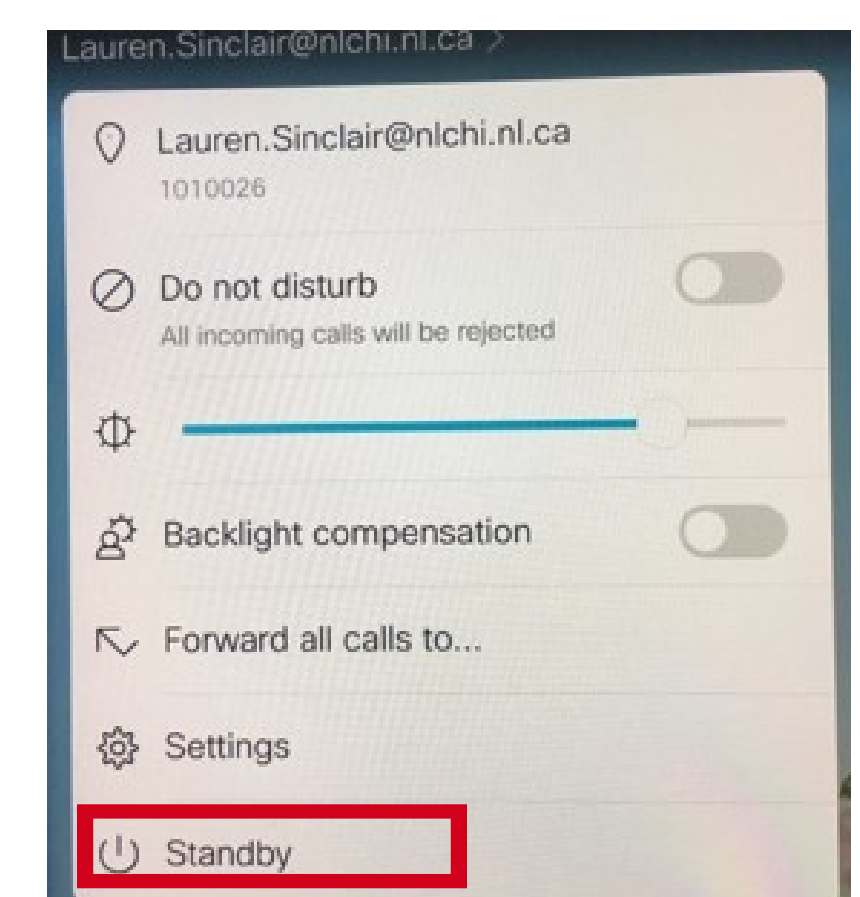 Lauren.Sinclair@nlchi.nl.ca >
Lauren.Sinclair@nlchi.nl.ca
1010026
Do not disturb
All incoming calls will be rejected
Backlight compensation
Forward all calls to...
Settings
Standby